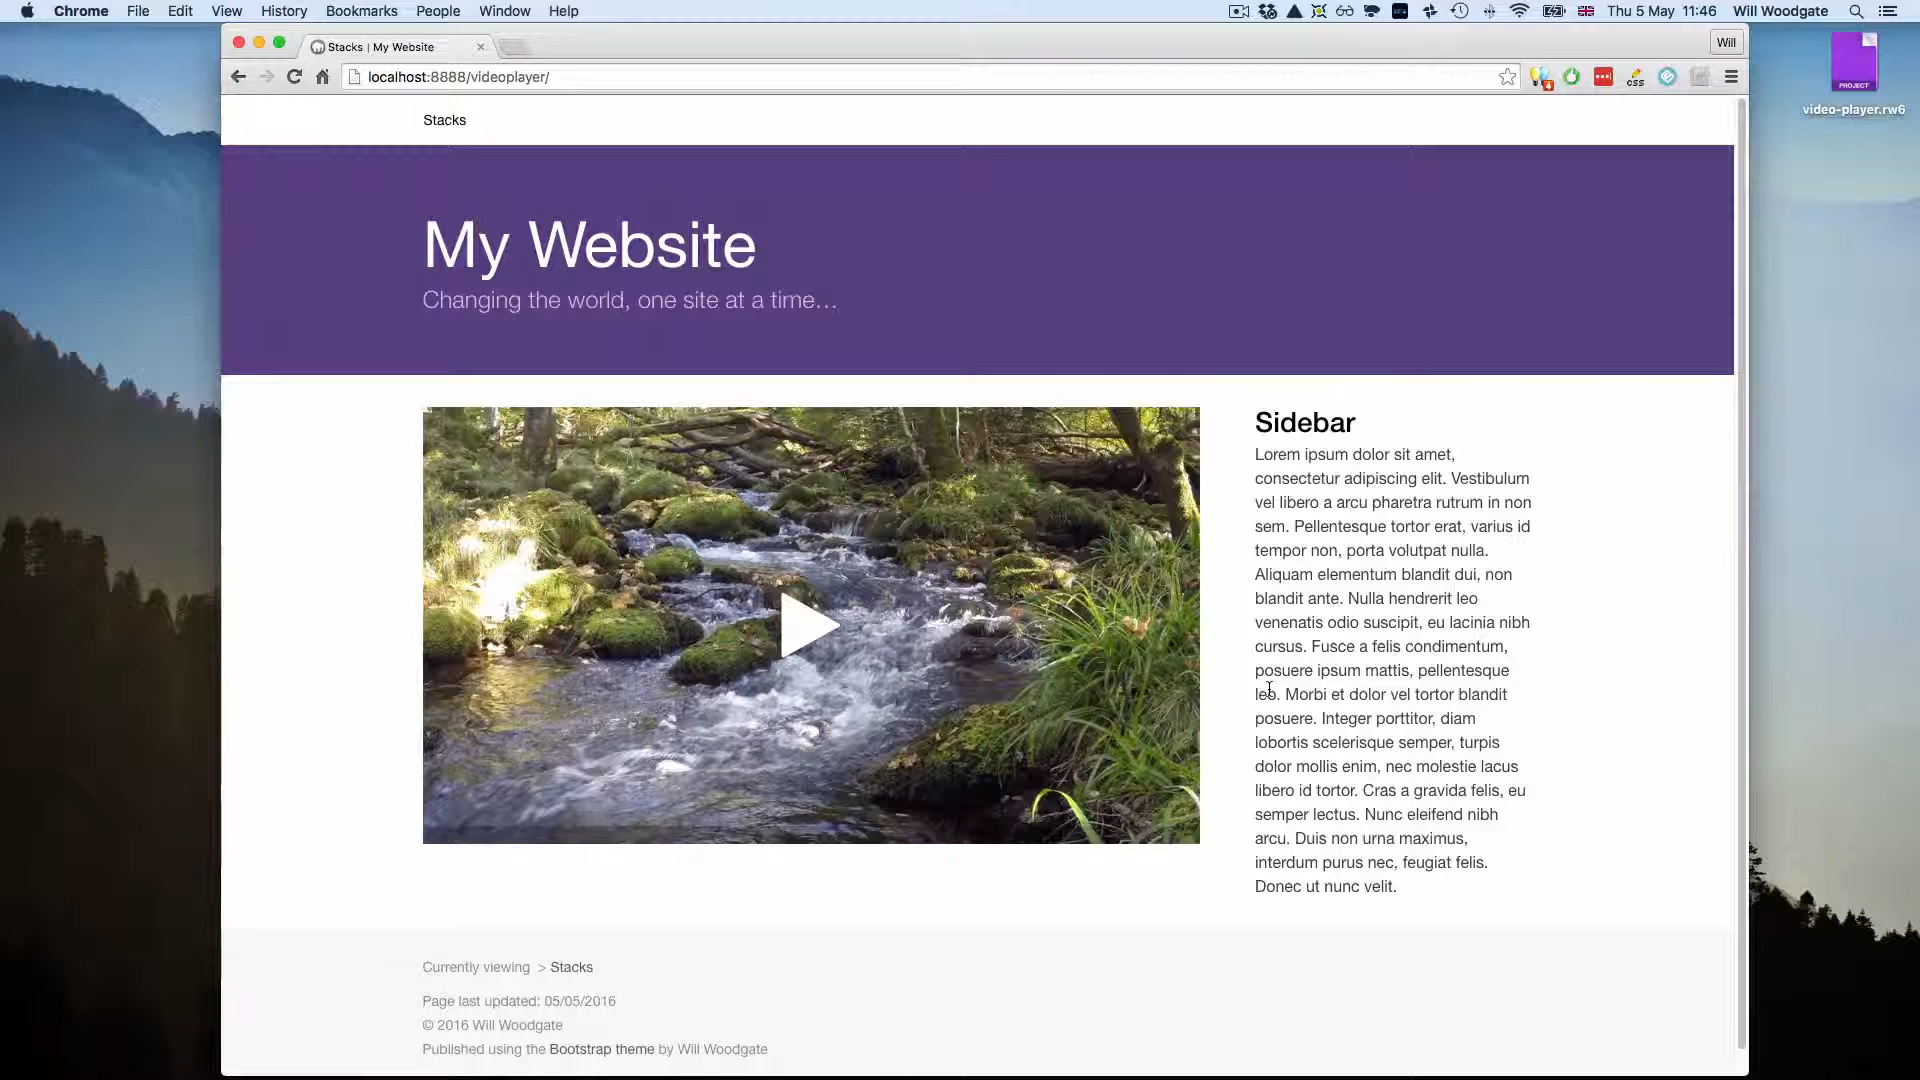 Chrome File Edit View History Bookmarks People Window Help Thu 5 May 11:46 Will Woodgate
Stacks | My Website
Will
localhost:8888/videoplayer/
4
css
PROJECT
video-player.rw6
Stacks
My Website
Changing the world, one site at a time…
Sidebar
Lorem ipsum dolor sit amet,
consectetur adipiscing elit. Vestibulum
vel libero a arcu pharetra rutrum in non
sem. Pellentesque tortor erat, varius id
tempor non, porta volutpat nulla.
Aliquam elementum blandit dui, non
blandit ante. Nulla hendrerit leo
venenatis odio suscipit, eu lacinia nibh
cursus. Fusce a felis condimentum,
posuere ipsum mattis, pellentesque
leo. Morbi et dolor vel tortor blandit
posuere. Integer porttitor, diam
lobortis scelerisque semper, turpis
dolor mollis enim, nec molestie lacus
libero id tortor. Cras a gravida felis, eu
semper lectus. Nunc eleifend nibh
arcu. Duis non urna maximus,
interdum purus nec, feugiat felis.
Donec ut nunc velit.
Currently viewing > Stacks
Page last updated: 05/05/2016
© 2016 Will Woodgate
Published using the Bootstrap theme by Will Woodgate